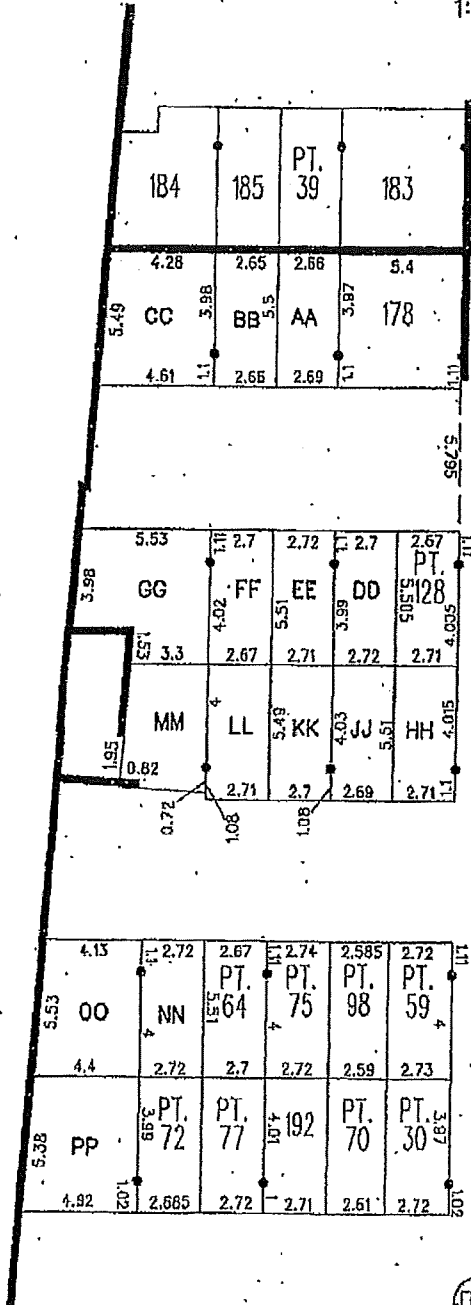 1:
184 185 PT. 39 183
4.28 2.65 2.66 5.4
5.49 CC 3.98 BB 5.5 AA 3.97 178
4.61 1.1 2.66 2.69 1.1 1.11
5.795
5.53 1.11 2.7 2.72 1.1 2.7 2.67 1.1
3.98 GG 4.02 FF 5.51 EE 3.99 DD 5.505 PT. 128 4.005
1.53 3.3 2.67 2.71 2.72 2.71
MM 4 LL 5.49 KK 4.03 JJ 5.51 HH 4.015
1.95 0.82
0.72 1.08 2.71 2.7 1.08 2.69 2.71 1.1
4.13 1.1 2.72 2.67 1.11 2.74 2.585 2.72 1.11
5.53 OO 4 NN 5.51 PT. 64 4 PT. 75 PT. 98 PT. 59 4
4.4 2.72 2.7 2.72 2.59 2.73
5.38 PP 3.99 PT. 72 PT. 77 4.01 192 PT. 70 PT. 30 3.97
4.92 1.02 2.685 2.72 1 2.71 2.61 2.72 1.02